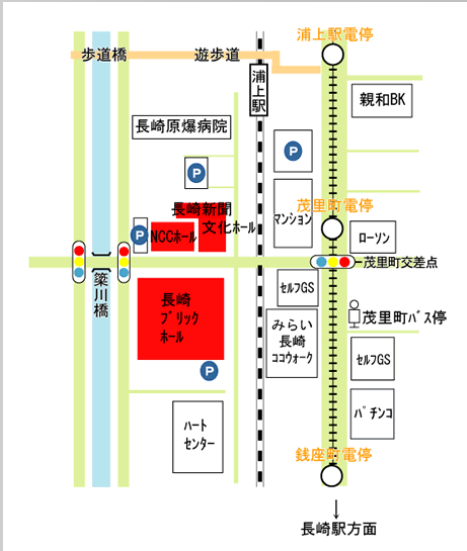 浦上駅電停
歩道橋
遊歩道
浦上駅
親和BK
長崎原爆病院
P
P
長崎新聞
文化ホール
マンション
茂里町電停
P
NCCホール
ローソン
茂里町交差点
簗川橋
セルフGS
長崎
ブリック
ホール
みらい
長崎
ココウォーク
茂里町バス停
セルフGS
P
パチンコ
ハート
センター
銭座町電停
↓
長崎駅方面